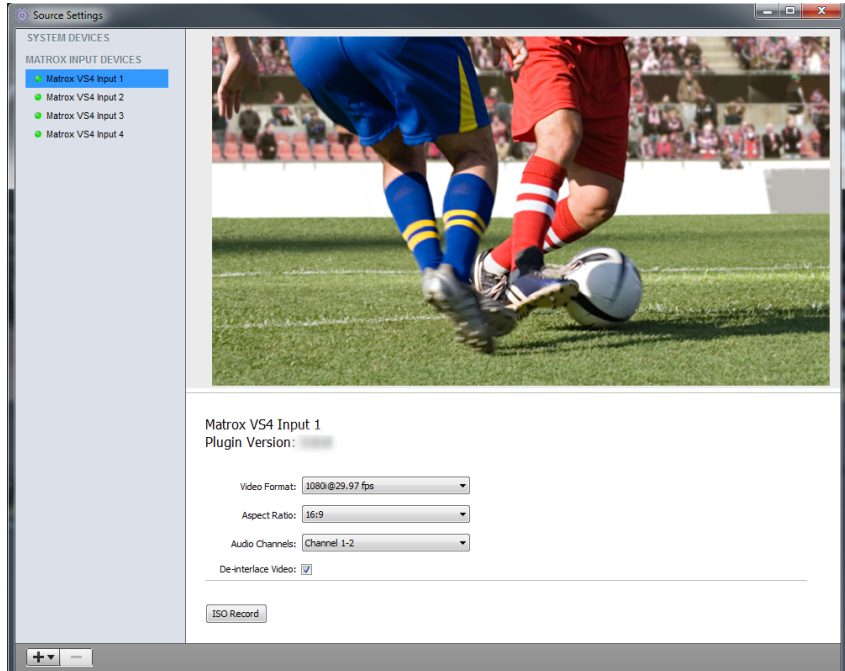 Source Settings
SYSTEM DEVICES
MATROX INPUT DEVICES
Matrox VS4 Input 1
Matrox VS4 Input 2
Matrox VS4 Input 3
Matrox VS4 Input 4
Matrox VS4 Input 1
Plugin Version:
Video Format: 1080i@29.97 fps
Aspect Ratio: 16:9
Audio Channels: Channel 1-2
De-interlace Video:
ISO Record